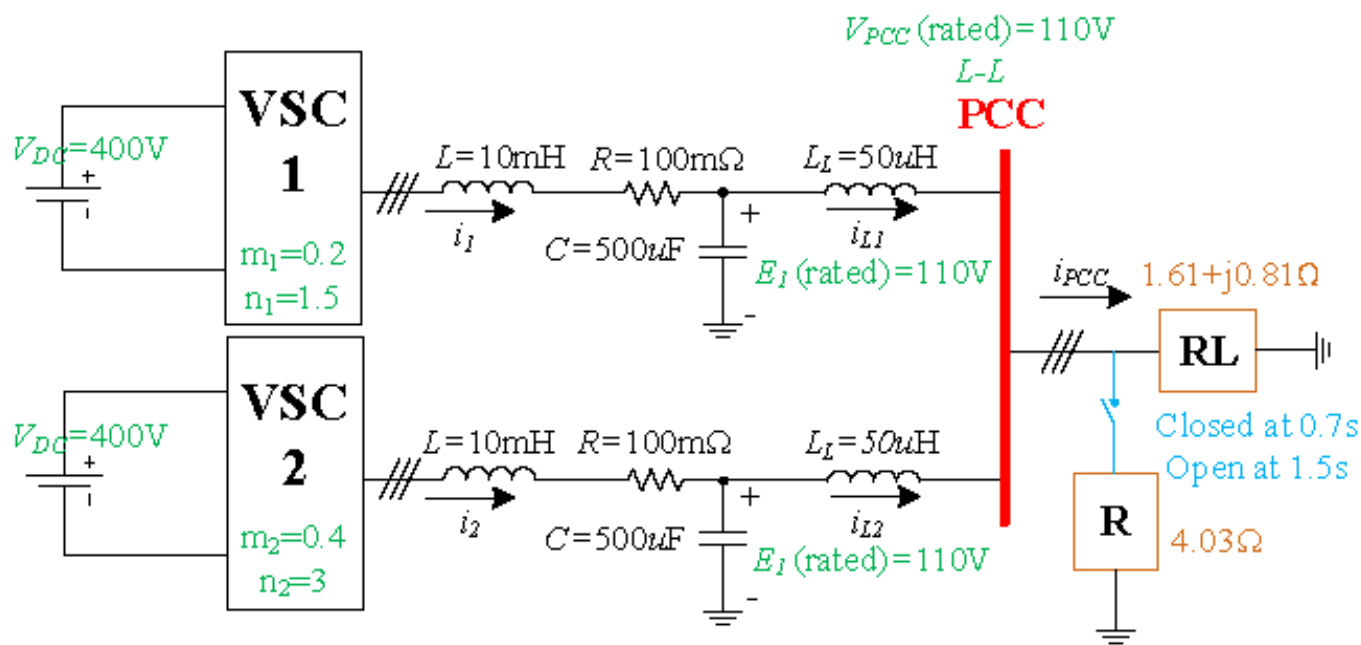 V_PCC (rated)=110V
L-L
PCC
VSC
1
m₁=0.2
n₁=1.5
V_DC=400V
+
-
L=10mH
R=100mΩ
L_L=50uH
i₁
C=500uF
+
E₁ (rated)=110V
-
i_L1
i_PCC
1.61+j0.81Ω
RL
VSC
2
m₂=0.4
n₂=3
V_DC=400V
+
-
L=10mH
R=100mΩ
L_L=50uH
i₂
C=500uF
+
E₁ (rated)=110V
-
i_L2
Closed at 0.7s
Open at 1.5s
R
4.03Ω